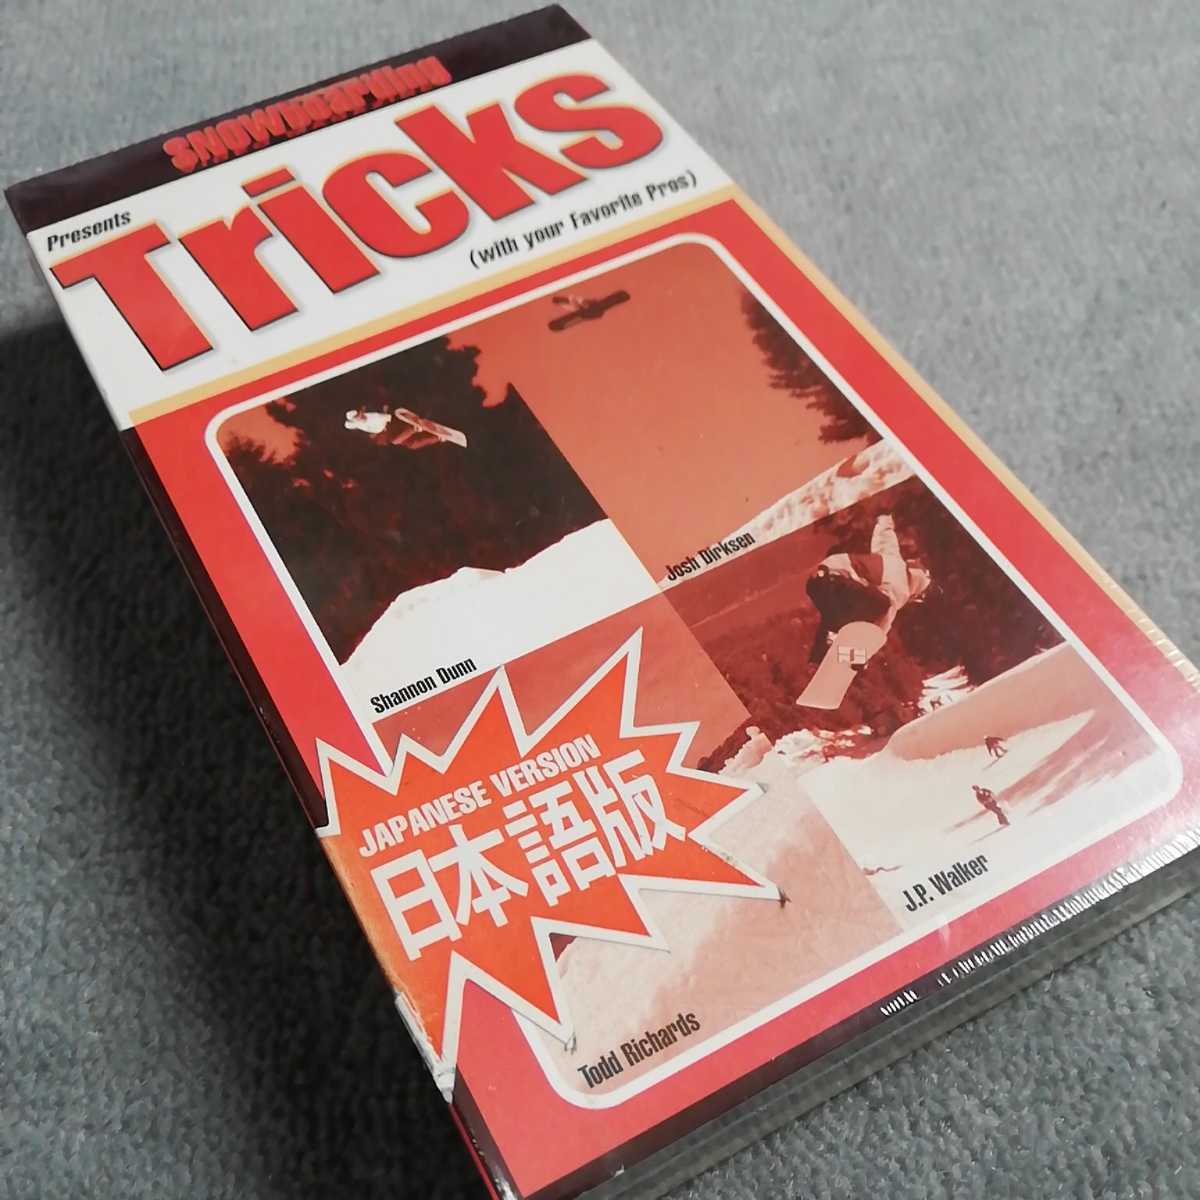 SNOWboarding
Presents
Tricks
(with your Favorite Pros)
Josh Dirksen
Shannon Dunn
JAPANESE VERSION
日本語版
J.P. Walker
Todd Richards